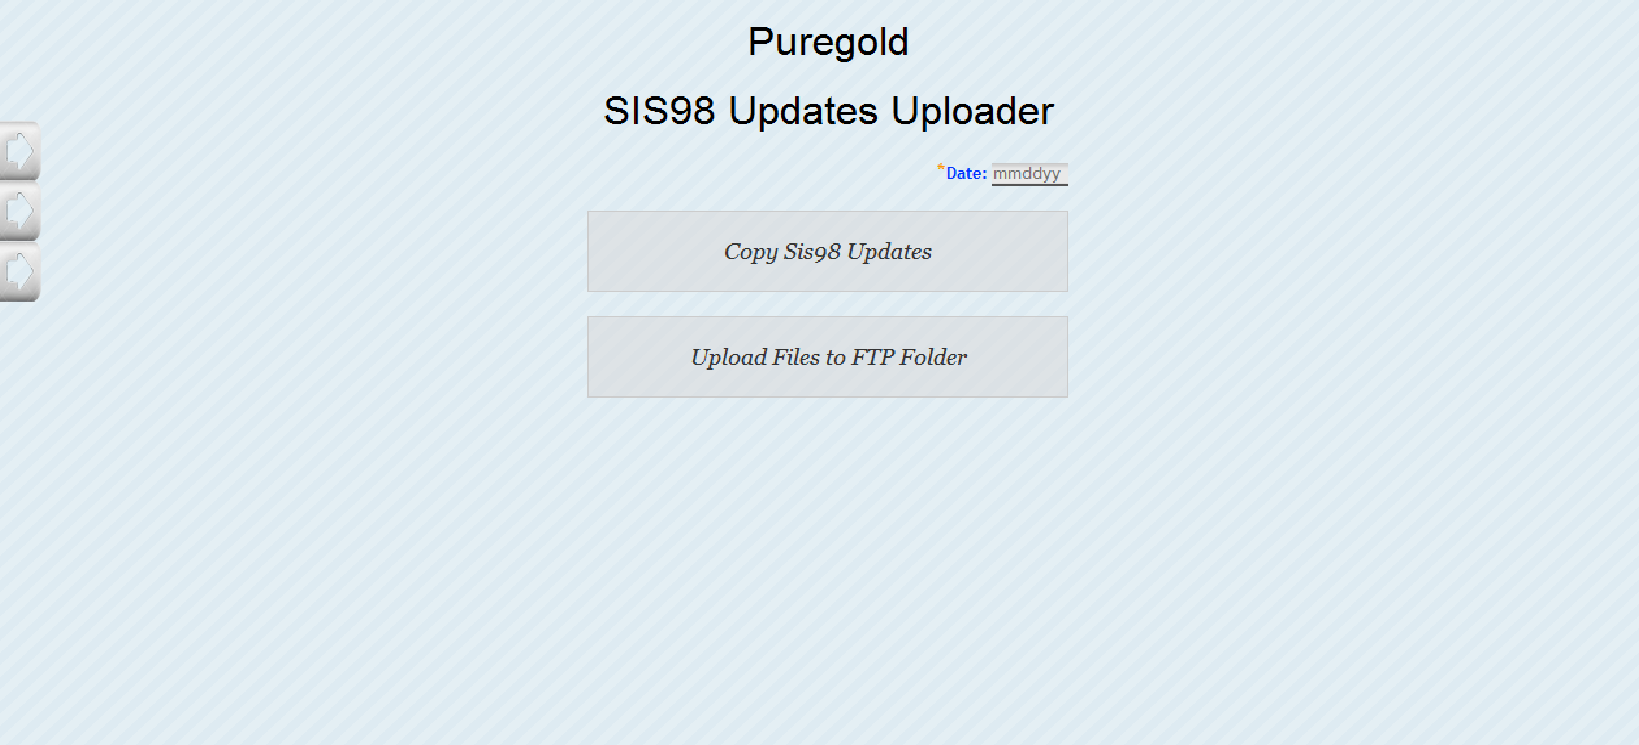 Puregold
SIS98 Updates Uploader
*Date: mmddyy
Copy Sis98 Updates
Upload Files to FTP Folder